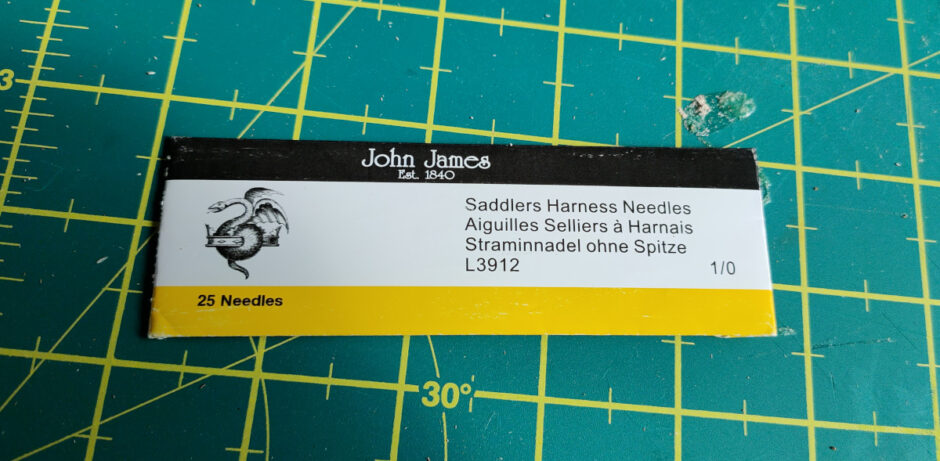 3
John James
Est. 1840
Saddlers Harness Needles
Aiguilles Selliers à Harnais
Straminnadel ohne Spitze
L3912 1/0
25 Needles
30°